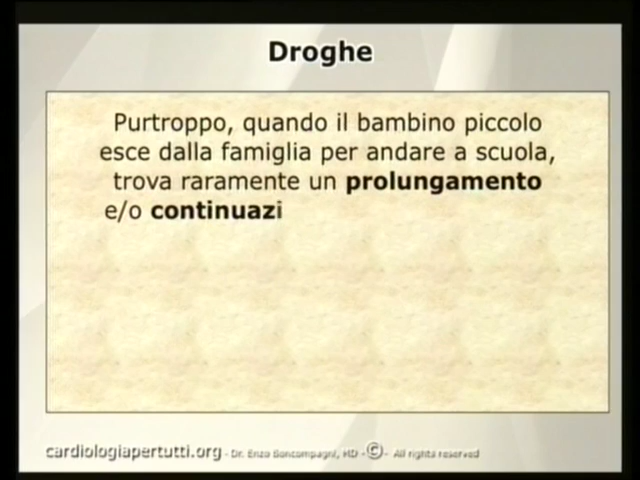 Droghe
Purtroppo, quando il bambino piccolo
esce dalla famiglia per andare a scuola,
trova raramente un prolungamento
e/o continuazi
cardiologiapertutti.org - Dr. Enzo Boncompagni, MD - © - All rights reserved